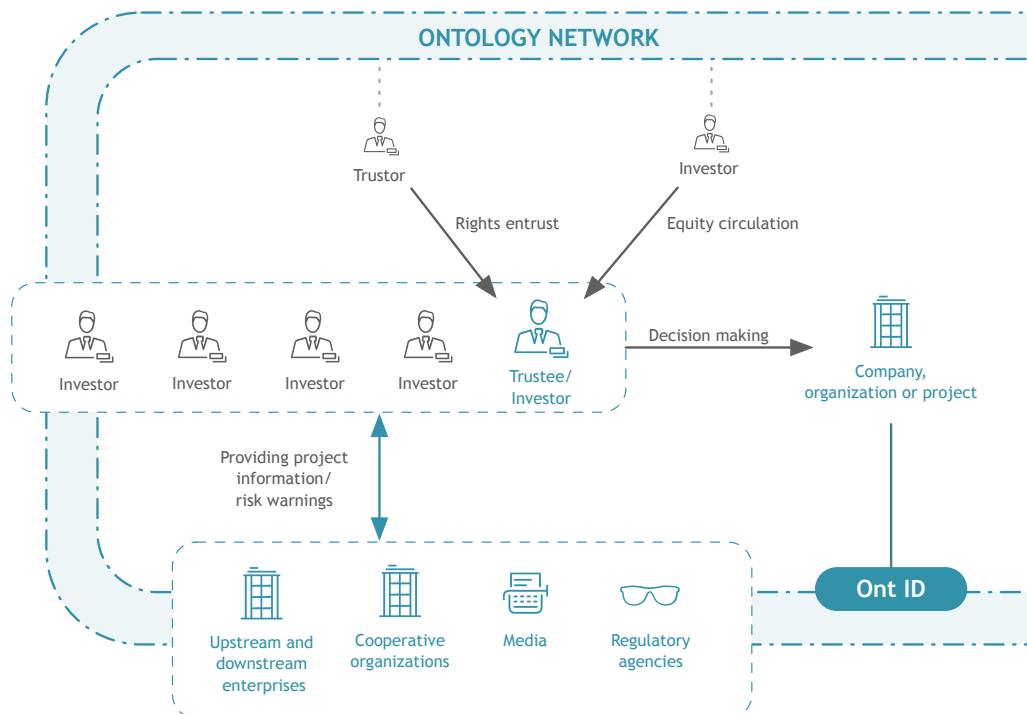 ONTOLOGY NETWORK
Trustor
Investor
Rights entrust
Equity circulation
Investor
Investor
Investor
Investor
Trustee/
Investor
Decision making
Company,
organization or project
Providing project
information/
risk warnings
Ont ID
Upstream and
downstream
enterprises
Cooperative
organizations
Media
Regulatory
agencies